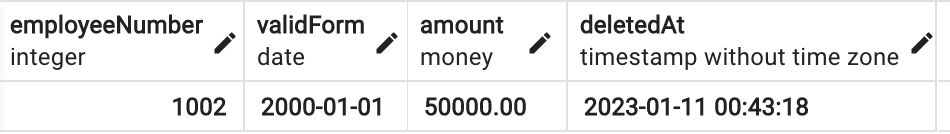 employeeNumber validForm amount deletedAt
integer date money timestamp without time zone
1002 2000-01-01 50000.00 2023-01-11 00:43:18